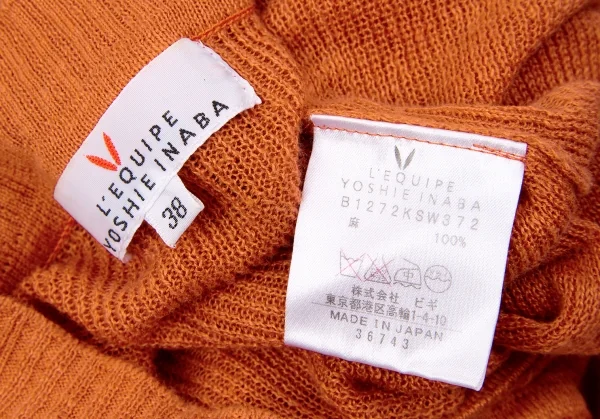 L'EQUIPE
YOSHIE INABA
38
L'EQUIPE
YOSHIE INABA
B1272KSW372
麻 100%
株式会社 ビギ
東京都港区高輪1-4-10
MADE IN JAPAN
36743